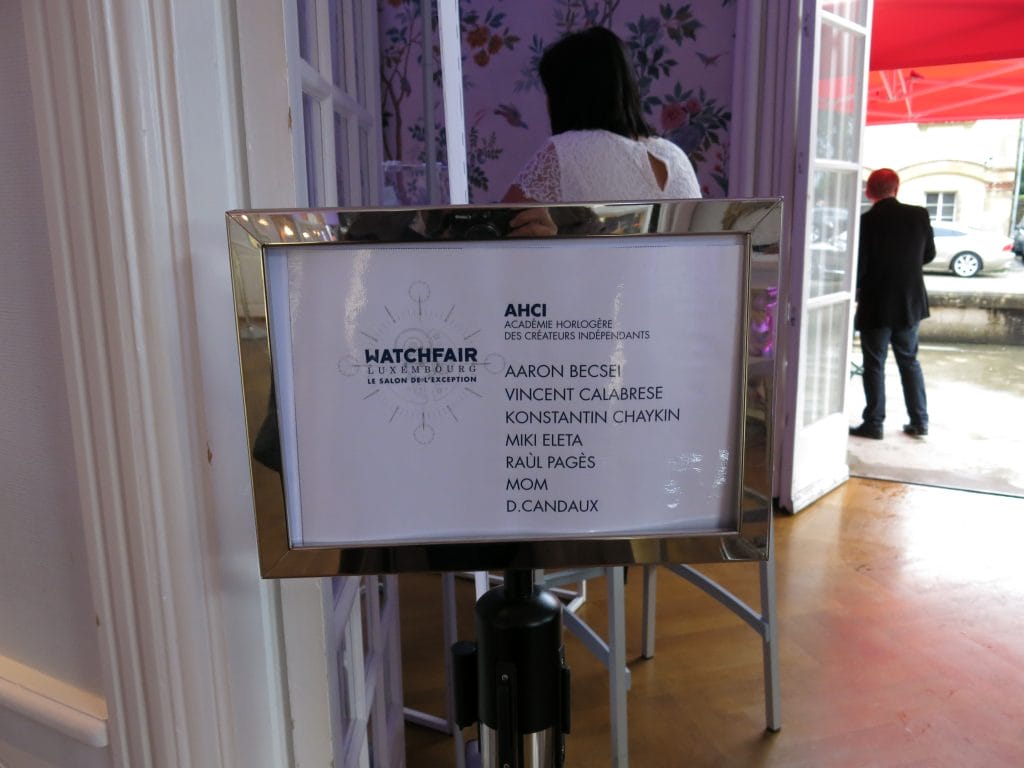 WATCHFAIR
LUXEMBOURG
LE SALON DE L'EXCEPTION
AHCI
ACADÉMIE HORLOGÈRE
DES CRÉATEURS INDÉPENDANTS
AARON BECSEI
VINCENT CALABRESE
KONSTANTIN CHAYKIN
MIKI ELETA
RAÙL PAGÈS
MOM
D.CANDAUX